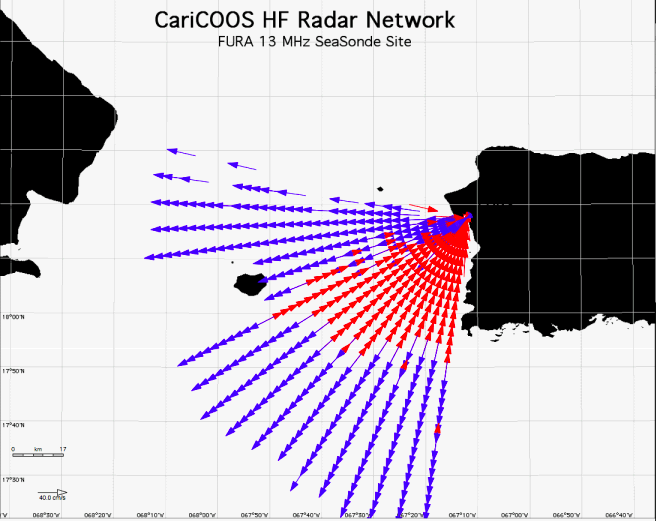 CariCOOS HF Radar Network
FURA 13 MHz SeaSonde Site
18°00'N
17°50'N
17°40'N
0 km 17
17°30'N
40.0 cm/s
'W 068°30'W 068°20'W 068°10'W 068°00'W 067°50'W 067°40'W 067°30'W 067°20'W 067°10'W 067°00'W 066°50'W 066°40'W